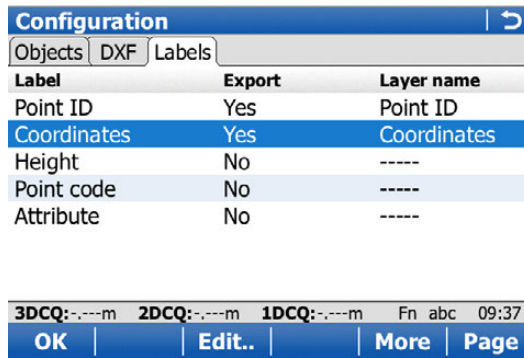 Configuration
Objects DXF Labels
Label Export Layer name
Point ID Yes Point ID
Coordinates Yes Coordinates
Height No -----
Point code No -----
Attribute No -----
3DCQ:-.---m 2DCQ:-.---m 1DCQ:-.---m Fn abc 09:37
OK Edit.. More Page